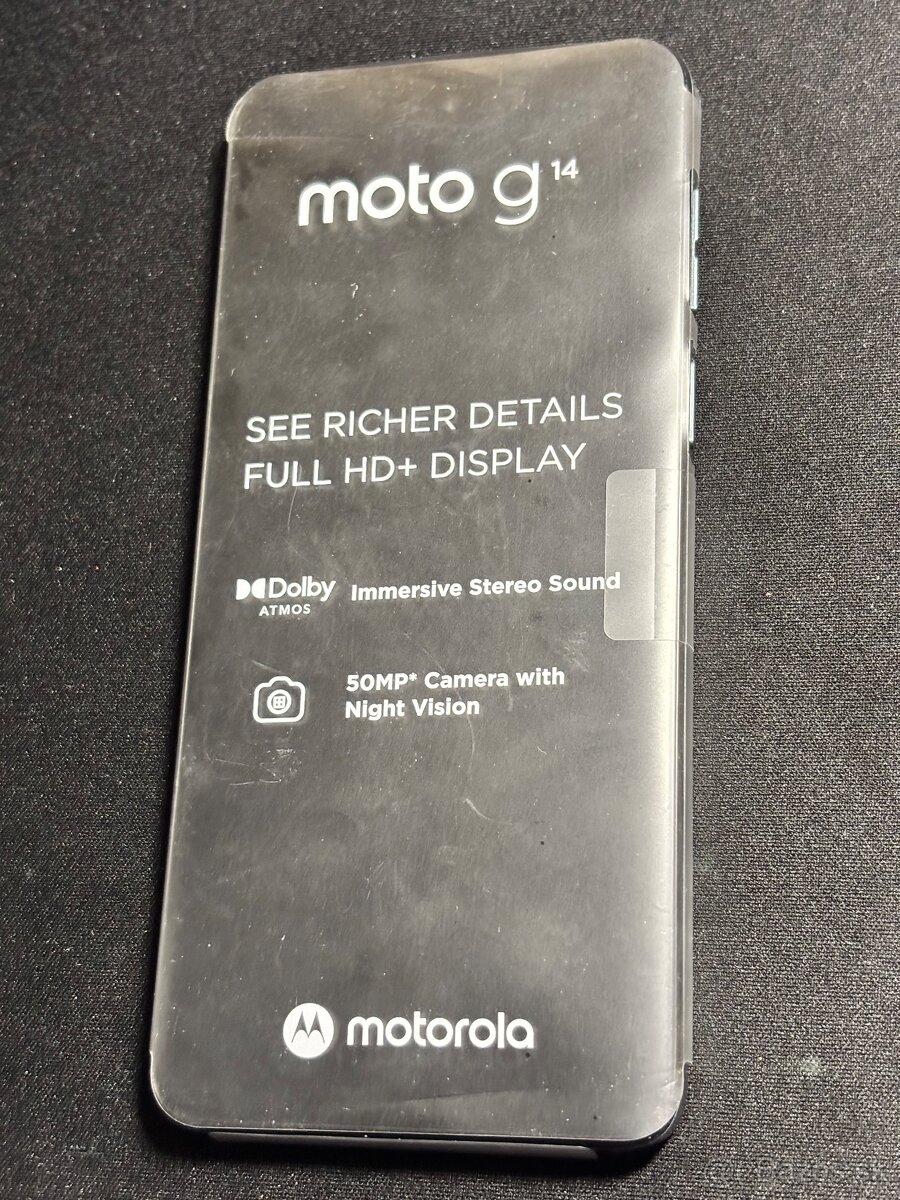 moto g 14
SEE RICHER DETAILS
FULL HD+ DISPLAY
Dolby
ATMOS
Immersive Stereo Sound
50MP* Camera with
Night Vision
motorola